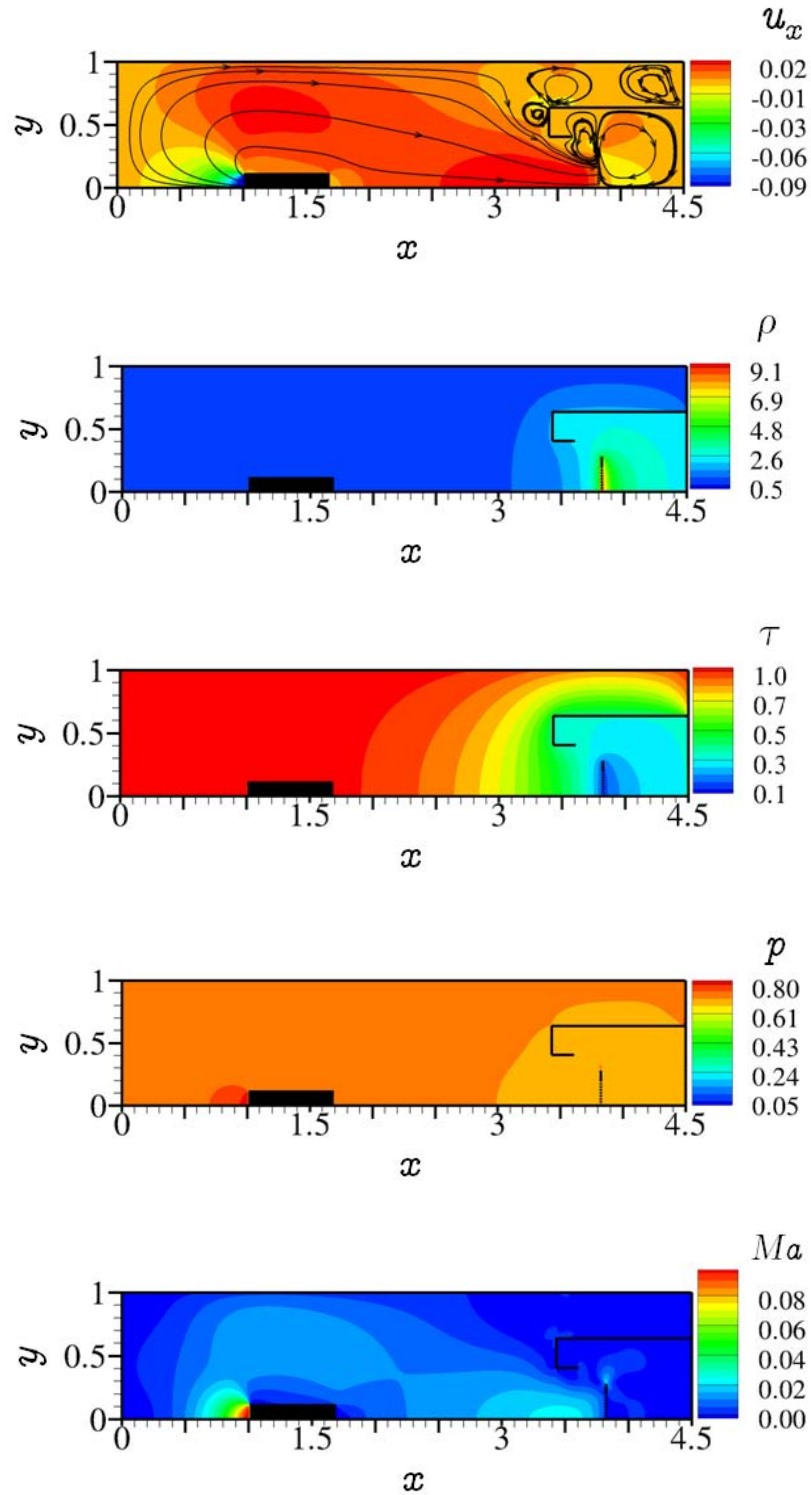 u_x
1 0.02
-0.01
y 0.5 -0.03
-0.06
0 -0.09
0 1.5 3 4.5
x
ρ
1 9.1
6.9
y 0.5 4.8
2.6
0 0.5
0 1.5 3 4.5
x
τ
1 1.0
0.7
y 0.5 0.5
0.3
0 0.1
0 1.5 3 4.5
x
p
1 0.80
0.61
y 0.5 0.43
0.24
0 0.05
0 1.5 3 4.5
x
Ma
1 0.08
0.06
y 0.5 0.04
0.02
0 0.00
0 1.5 3 4.5
x